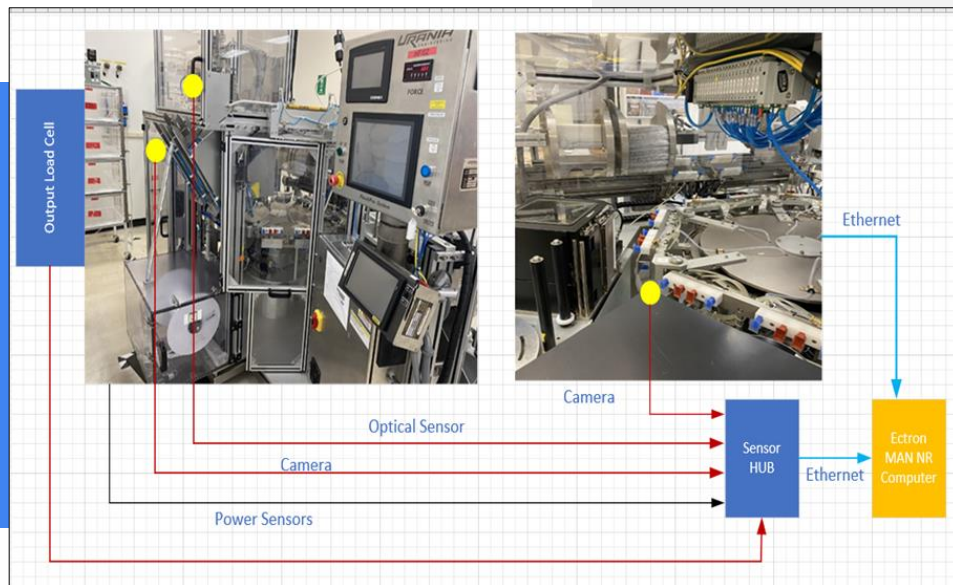 URANIA
ENGINEERING
FORCE
Output Load Cell
Ethernet
Camera
Optical Sensor
Camera
Power Sensors
Sensor
HUB
Ethernet
Ectron
MAN NR
Computer